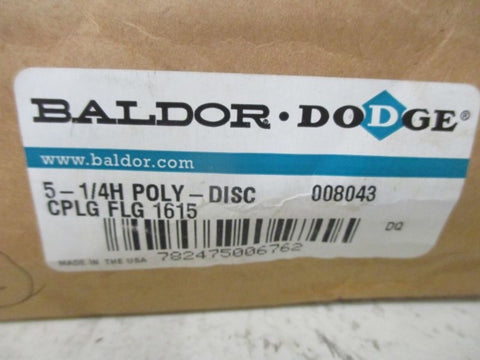 BALDOR · DODGE®
www.baldor.com
5-1/4H POLY-DISC 008043
CPLG FLG 1615
DQ
MADE IN THE USA 782475006762